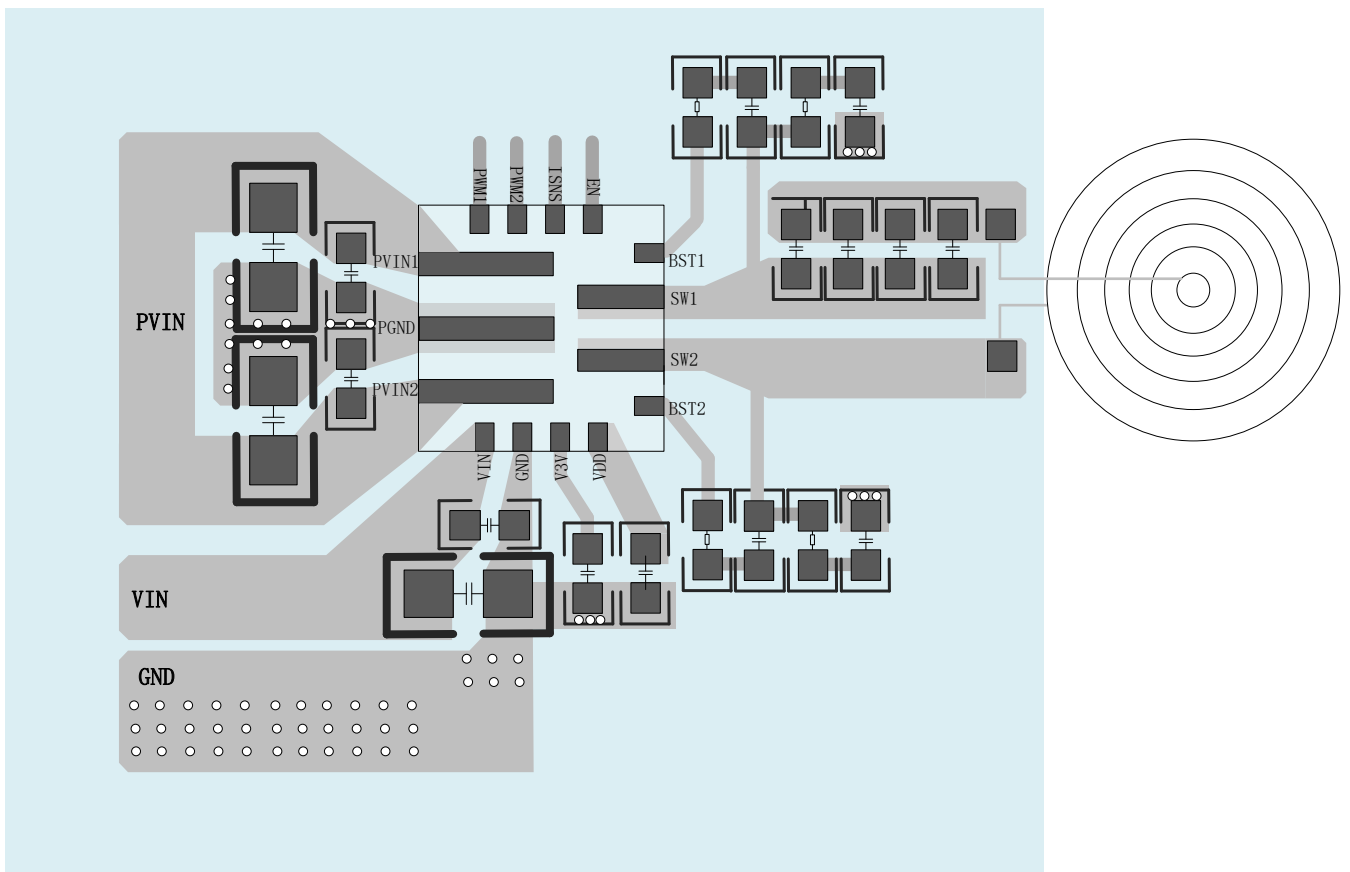 PWM1
PWM2
ISNS
EN
PVIN1
BST1
SW1
PVIN
PGND
SW2
PVIN2
BST2
VIN
GND
V3V
VDD
VIN
GND